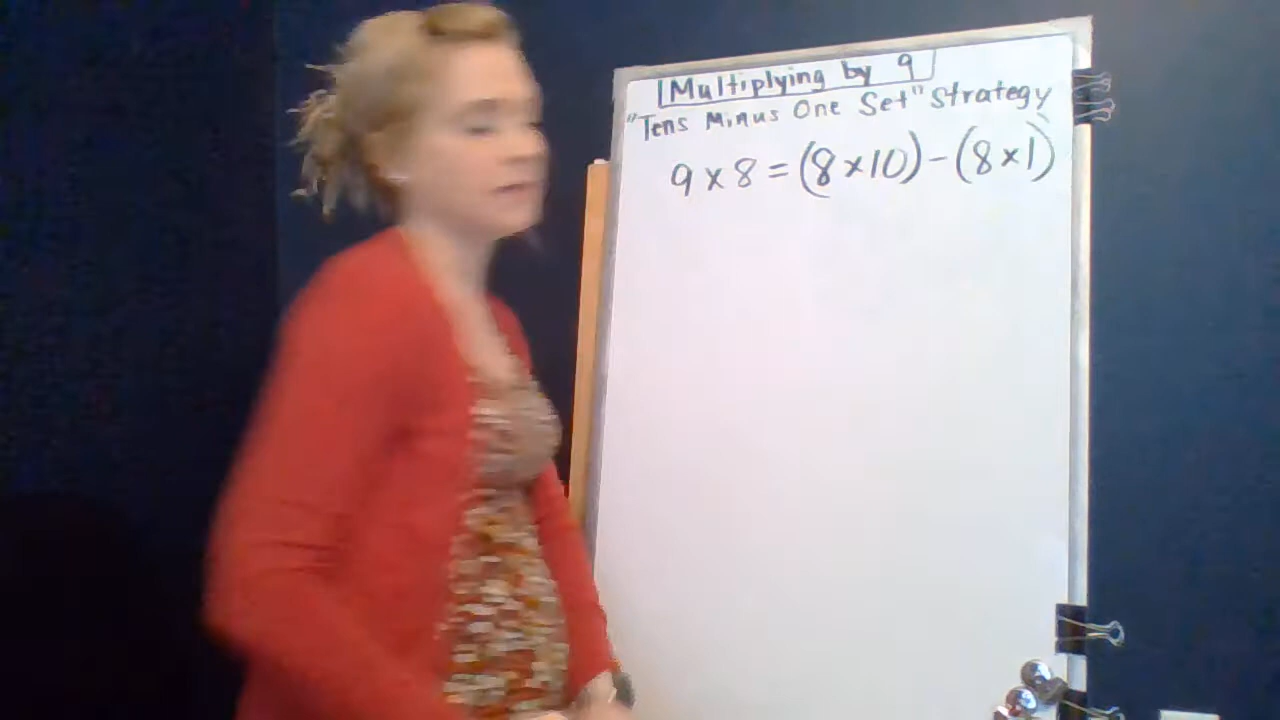 Multiplying by 9
"Tens Minus One Set" Strategy
9 x 8 = (8 x 10) - (8 x 1)